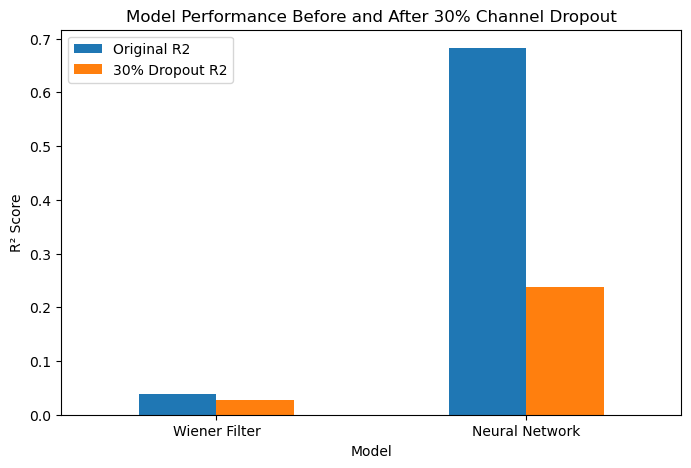 Model Performance Before and After 30% Channel Dropout
Original R2
30% Dropout R2
R² Score
0.7
0.6
0.5
0.4
0.3
0.2
0.1
0.0
Wiener Filter
Neural Network
Model